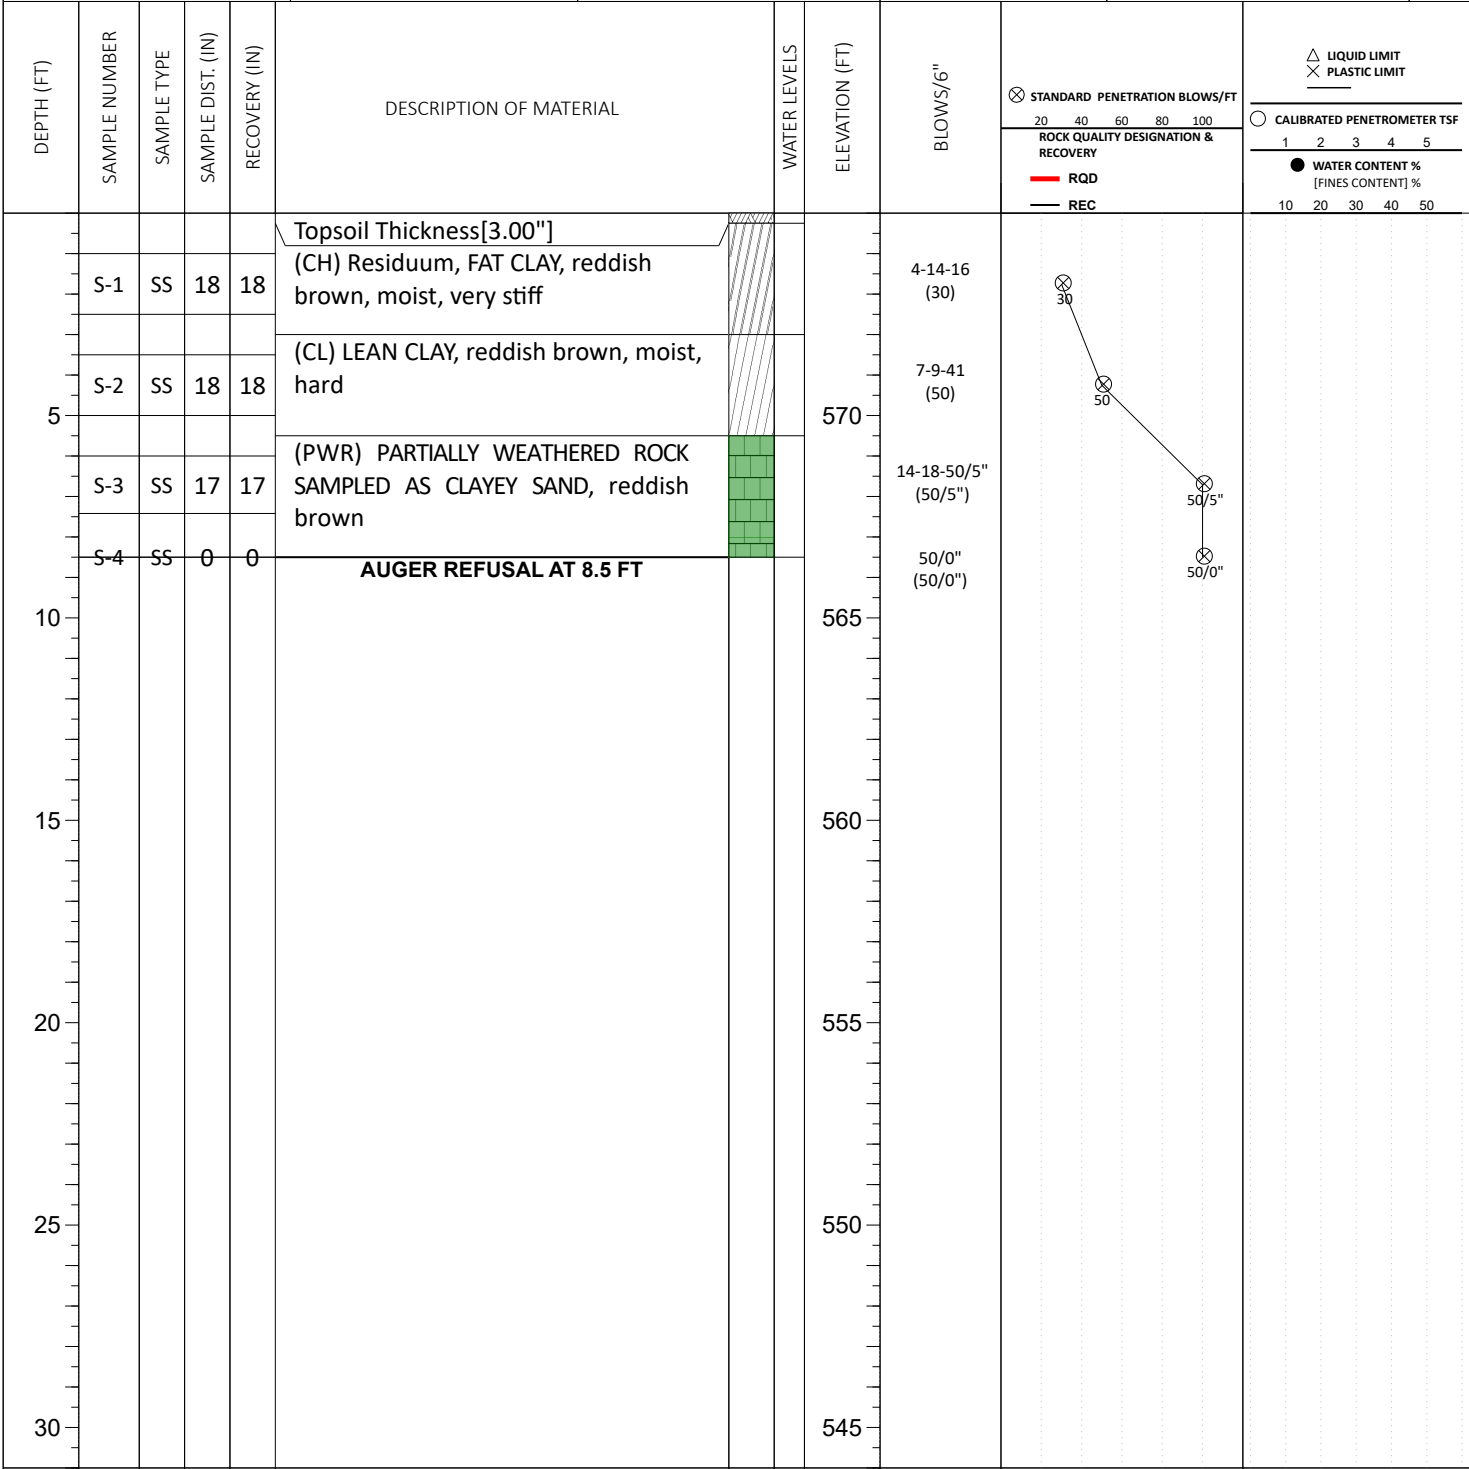 DEPTH (FT)
SAMPLE NUMBER
SAMPLE TYPE
SAMPLE DIST. (IN)
RECOVERY (IN)
DESCRIPTION OF MATERIAL
WATER LEVELS
ELEVATION (FT)
BLOWS/6"
STANDARD PENETRATION BLOWS/FT
20 40 60 80 100
ROCK QUALITY DESIGNATION &
RECOVERY
RQD
REC
LIQUID LIMIT
PLASTIC LIMIT
CALIBRATED PENETROMETER TSF
1 2 3 4 5
WATER CONTENT %
[FINES CONTENT] %
10 20 30 40 50
Topsoil Thickness[3.00"]
S-1 SS 18 18
(CH) Residuum, FAT CLAY, reddish
brown, moist, very stiff
4-14-16
(30)
30
S-2 SS 18 18
(CL) LEAN CLAY, reddish brown, moist,
hard
7-9-41
(50)
50
5
570
S-3 SS 17 17
(PWR) PARTIALLY WEATHERED ROCK
SAMPLED AS CLAYEY SAND, reddish
brown
14-18-50/5"
(50/5")
50/5"
S-4 SS 0 0
AUGER REFUSAL AT 8.5 FT
50/0"
(50/0")
50/0"
10
565
15
560
20
555
25
550
30
545